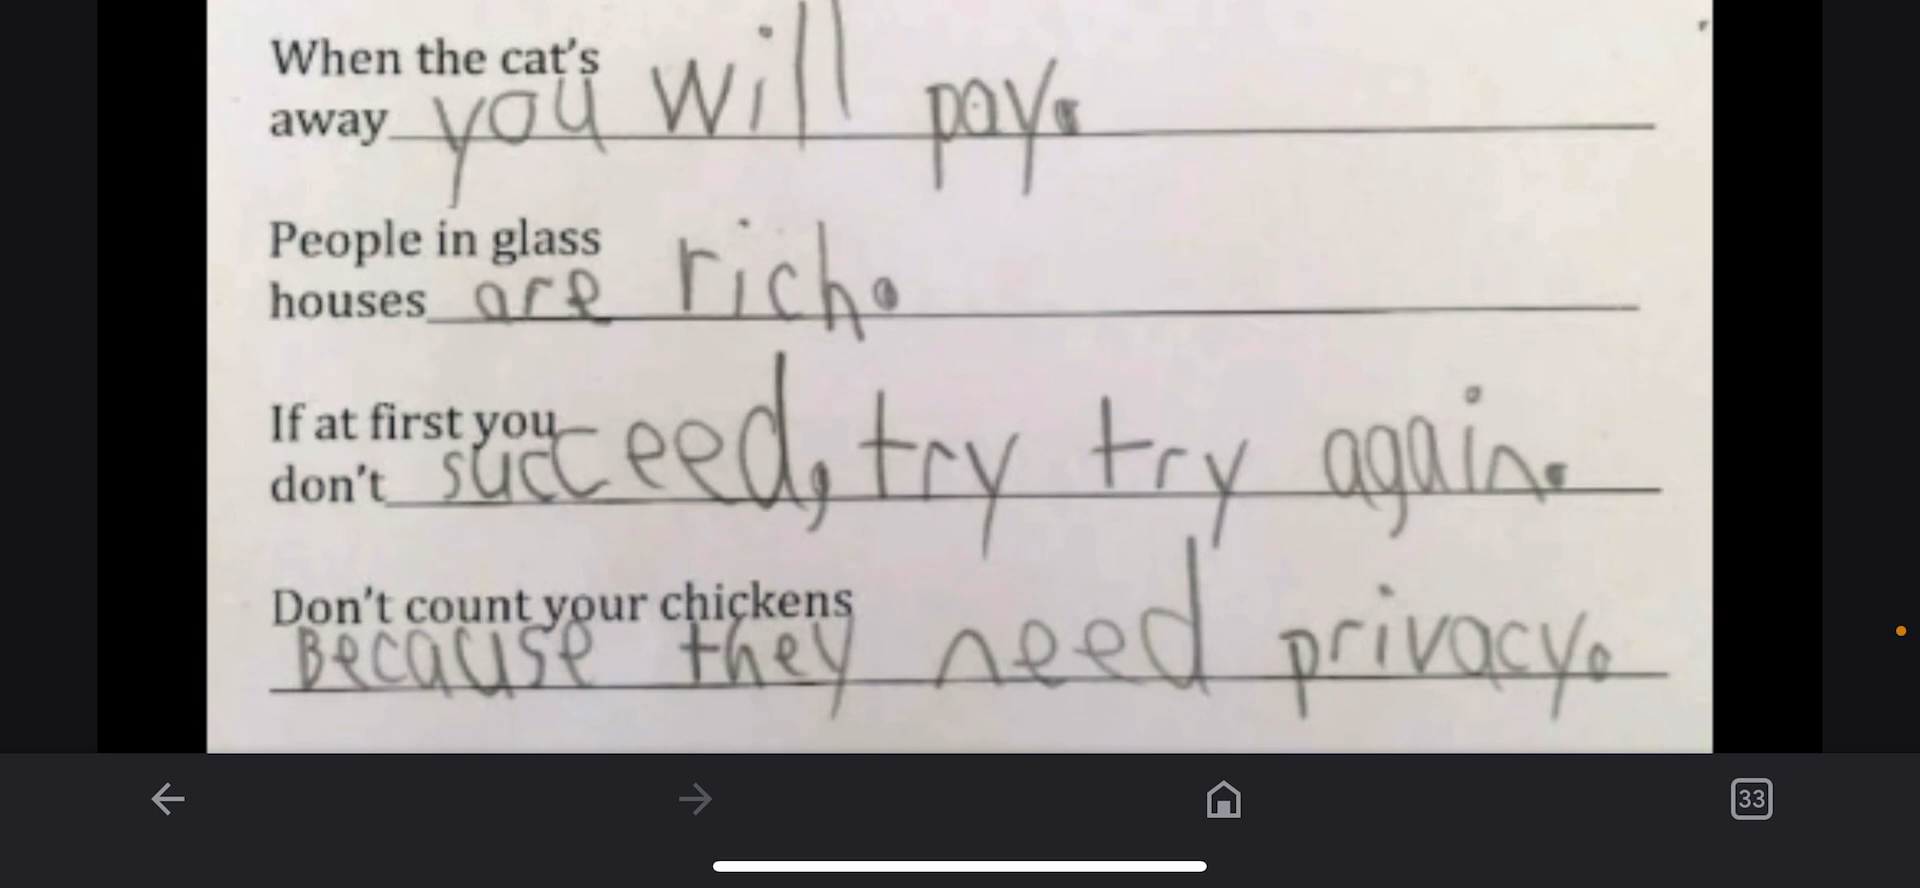 When the cat's
away you will pay.
People in glass
houses are rich.
If at first you
don't succeed, try try again.
Don't count your chickens
Because they need privacy.
33